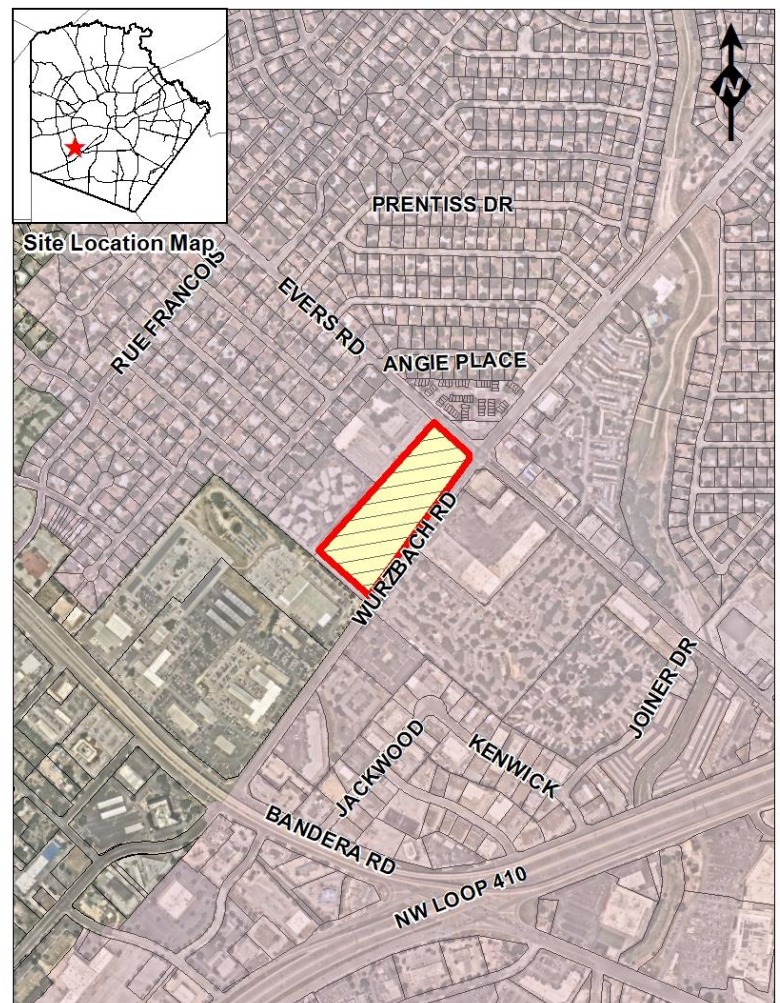 N
Site Location Map
PRENTISS DR
RUE FRANCOIS
EVERS RD
ANGIE PLACE
WURZBACH RD
JOINER DR
JACKWOOD
KENWICK
BANDERA RD
NW LOOP 410